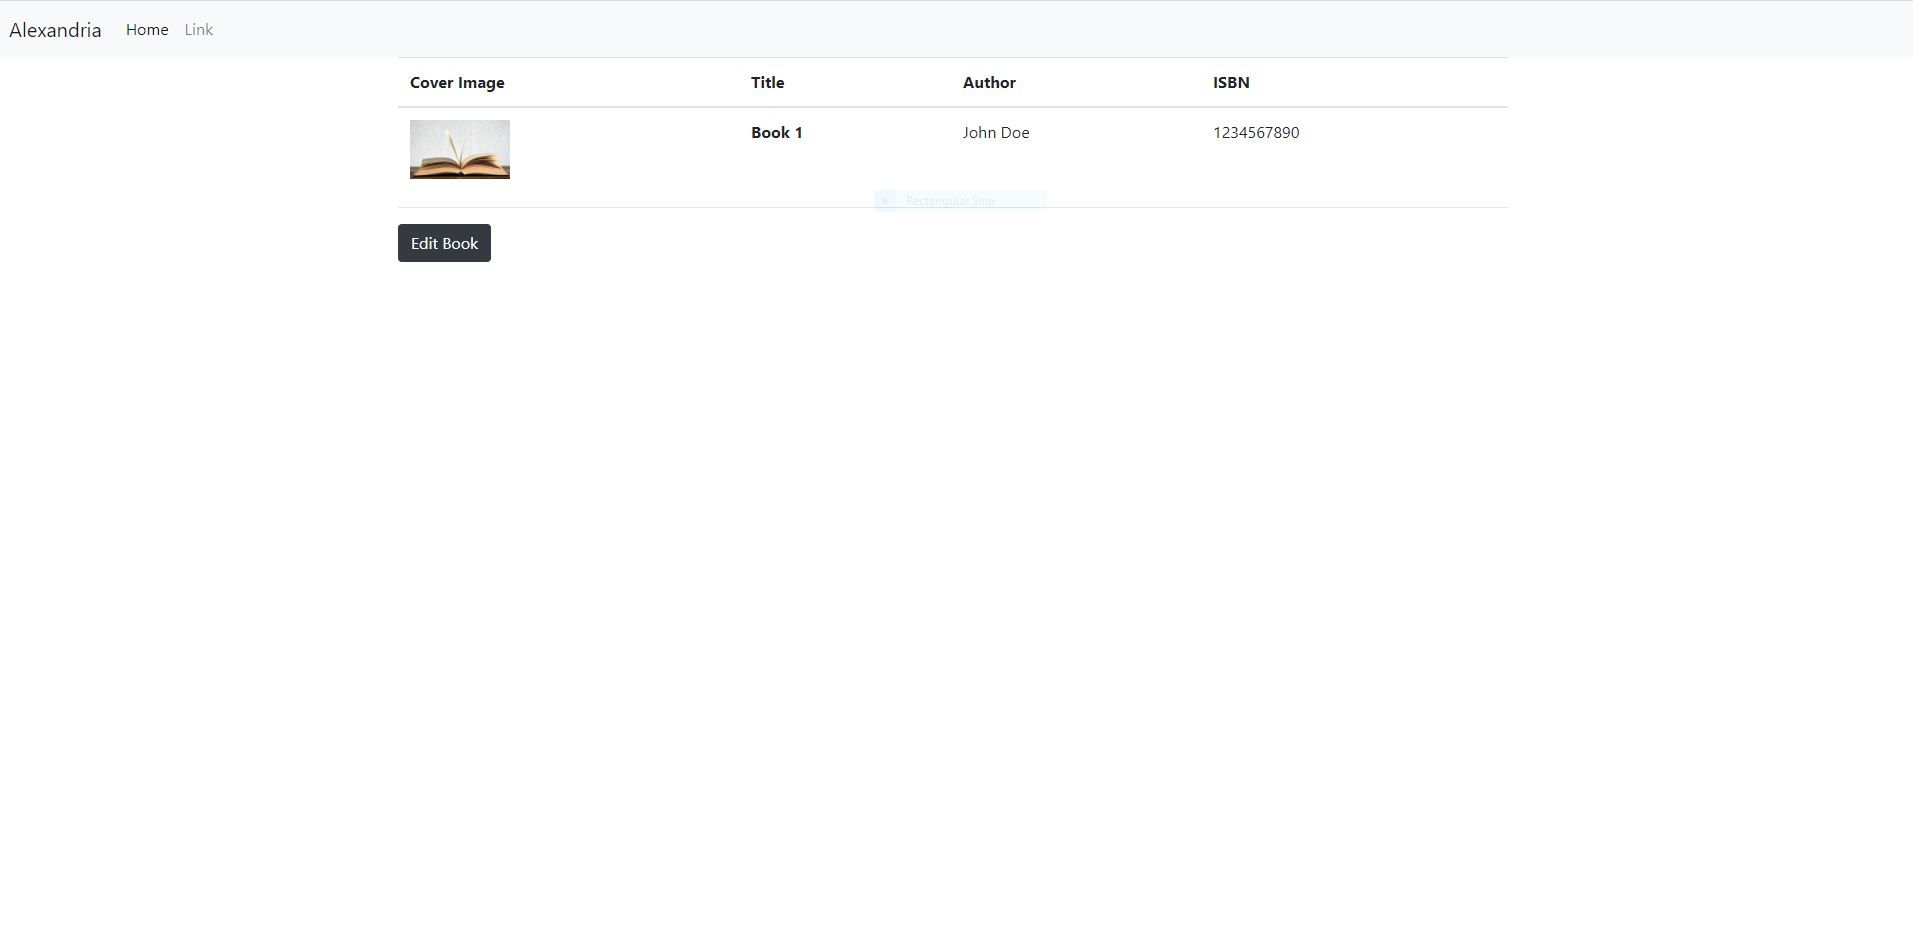 Alexandria Home Link
Cover Image Title Author ISBN
Book 1 John Doe 1234567890
Rectangular Snip
Edit Book